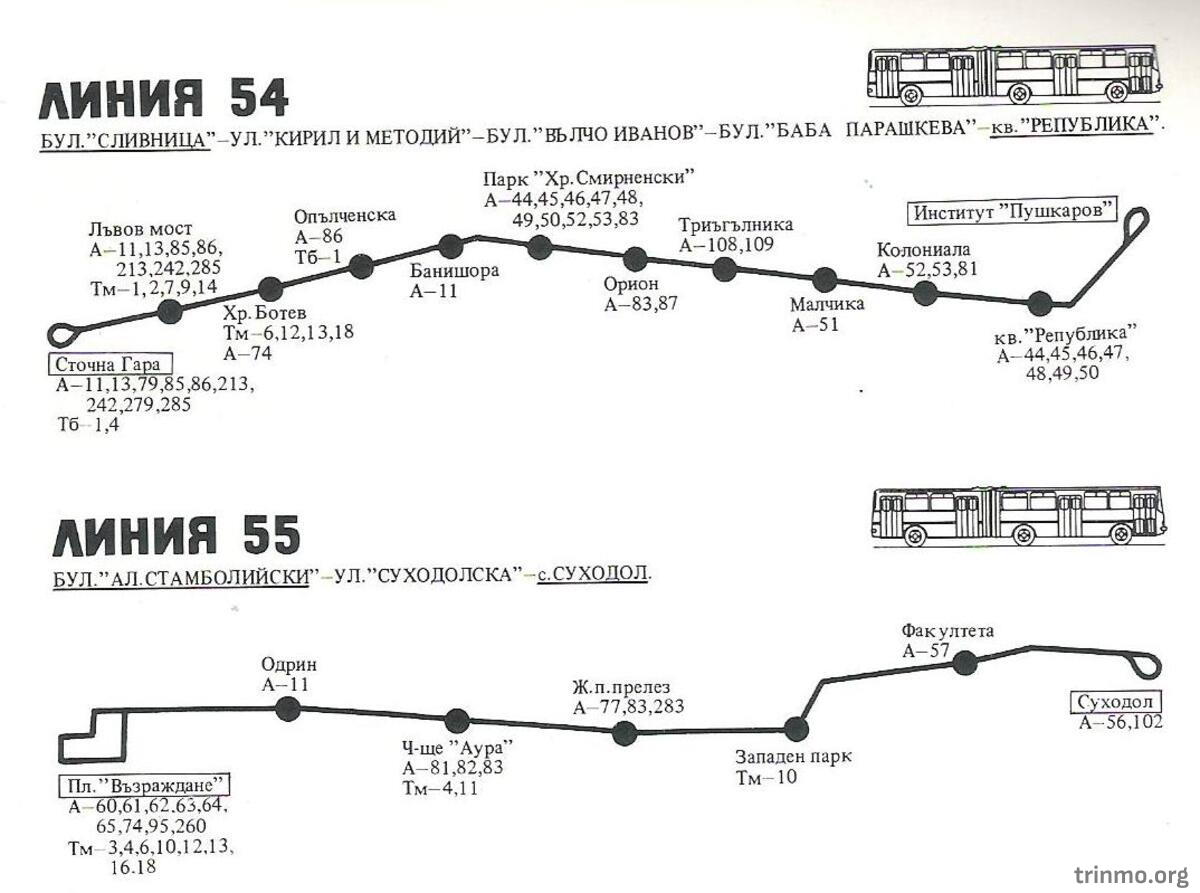 ЛИНИЯ 54
БУЛ."СЛИВНИЦА"–УЛ."КИРИЛ И МЕТОДИЙ"–БУЛ."ВЪЛЧО ИВАНОВ"–БУЛ."БАБА ПАРАШКЕВА"–кв."РЕПУБЛИКА".
Лъвов мост
А–11,13,85,86,
213,242,285
Тм–1,2,7,9,14
Опълченска
А–86
Тб–1
Парк "Хр.Смирненски"
А–44,45,46,47,48,
49,50,52,53,83
Триъгълника
А–108,109
Колониала
А–52,53,81
Институт "Пушкаров"
Хр.Ботев
Тм–6,12,13,18
А–74
Банишора
А–11
Орион
А–83,87
Малчика
А–51
кв."Република"
А–44,45,46,47,
48,49,50
Сточна Гара
А–11,13,79,85,86,213,
242,279,285
Тб–1,4
ЛИНИЯ 55
БУЛ."АЛ.СТАМБОЛИЙСКИ"–УЛ."СУХОДОЛСКА"–с.СУХОДОЛ.
Одрин
А–11
Ж.п.прелез
А–77,83,283
Факултета
А–57
Суходол
А–56,102
Ч-ще "Аура"
А–81,82,83
Тм–4,11
Западен парк
Тм–10
Пл."Възраждане"
А–60,61,62.63,64,
65,74,95,260
Тм–3,4,6,10,12,13,
16.18
trinmo.org